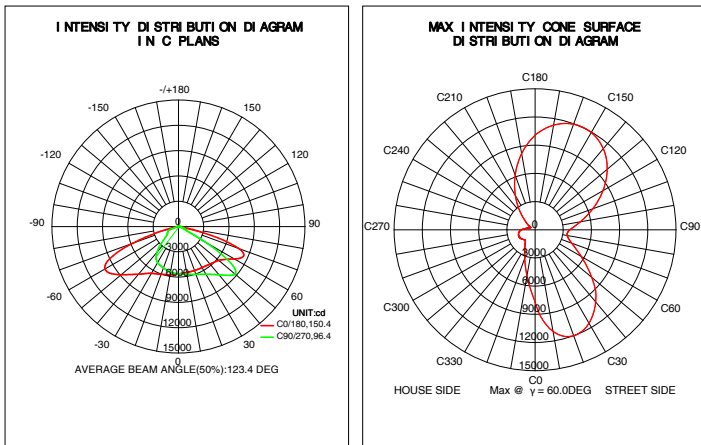 INTENSITY DISTRIBUTION DIAGRAM
IN C PLANS
-/+180
-150
150
-120
120
-90
90
-60
60
-30
30
0
0
3000
6000
9000
12000
15000
UNIT:cd
C0/180,150.4
C90/270,96.4
AVERAGE BEAM ANGLE(50%):123.4 DEG
MAX INTENSITY CONE SURFACE
DISTRIBUTION DIAGRAM
C180
C210
C150
C240
C120
C270
C90
C300
C60
C330
C30
C0
0
3000
6000
9000
12000
15000
HOUSE SIDE
Max @ γ = 60.0DEG
STREET SIDE